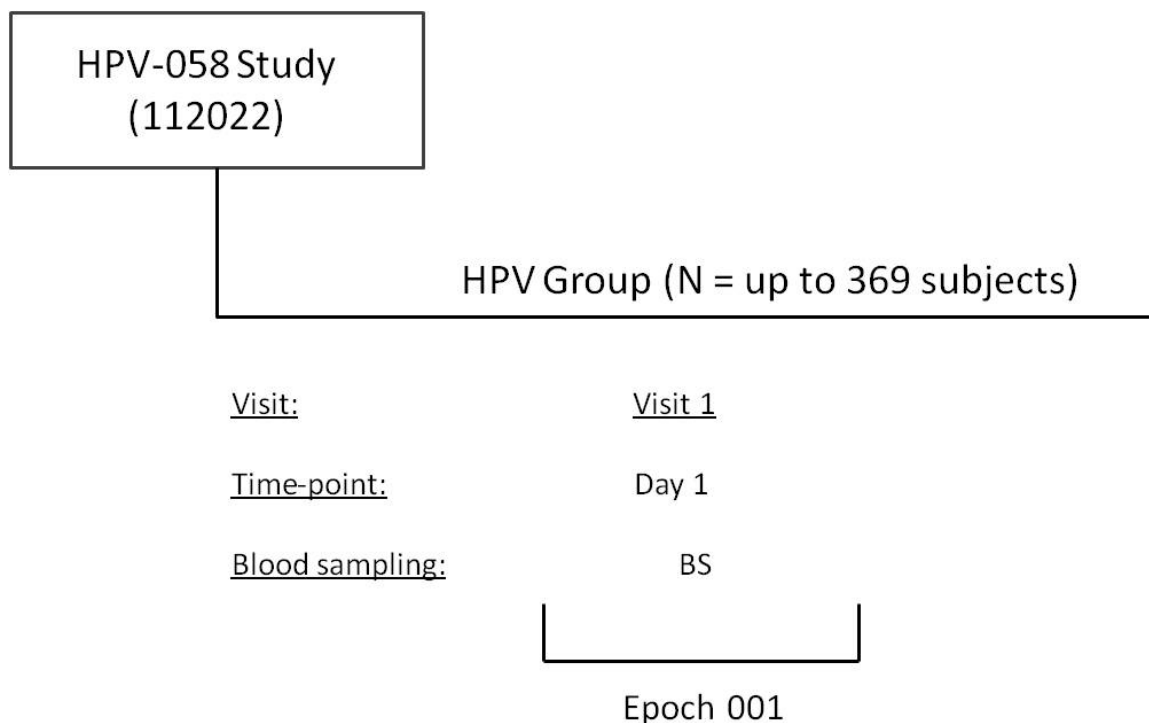 HPV-058 Study
(112022)
HPV Group (N = up to 369 subjects)
Visit: Visit 1
Time-point: Day 1
Blood sampling: BS
Epoch 001